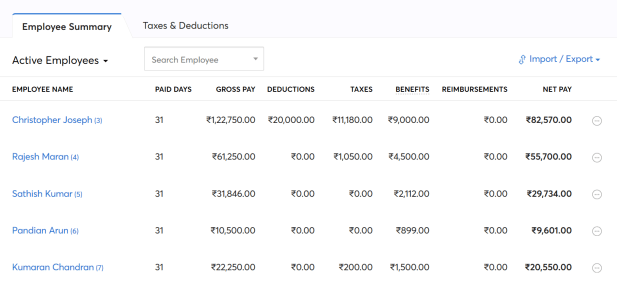 Employee Summary Taxes & Deductions
Active Employees Search Employee Import / Export
EMPLOYEE NAME PAID DAYS GROSS PAY DEDUCTIONS TAXES BENEFITS REIMBURSEMENTS NET PAY
Christopher Joseph (3) 31 ₹1,22,750.00 ₹20,000.00 ₹11,180.00 ₹9,000.00 ₹0.00 ₹82,570.00
Rajesh Maran (4) 31 ₹61,250.00 ₹0.00 ₹1,050.00 ₹4,500.00 ₹0.00 ₹55,700.00
Sathish Kumar (5) 31 ₹31,846.00 ₹0.00 ₹0.00 ₹2,112.00 ₹0.00 ₹29,734.00
Pandian Arun (6) 31 ₹10,500.00 ₹0.00 ₹0.00 ₹899.00 ₹0.00 ₹9,601.00
Kumaran Chandran (7) 31 ₹22,250.00 ₹0.00 ₹200.00 ₹1,500.00 ₹0.00 ₹20,550.00